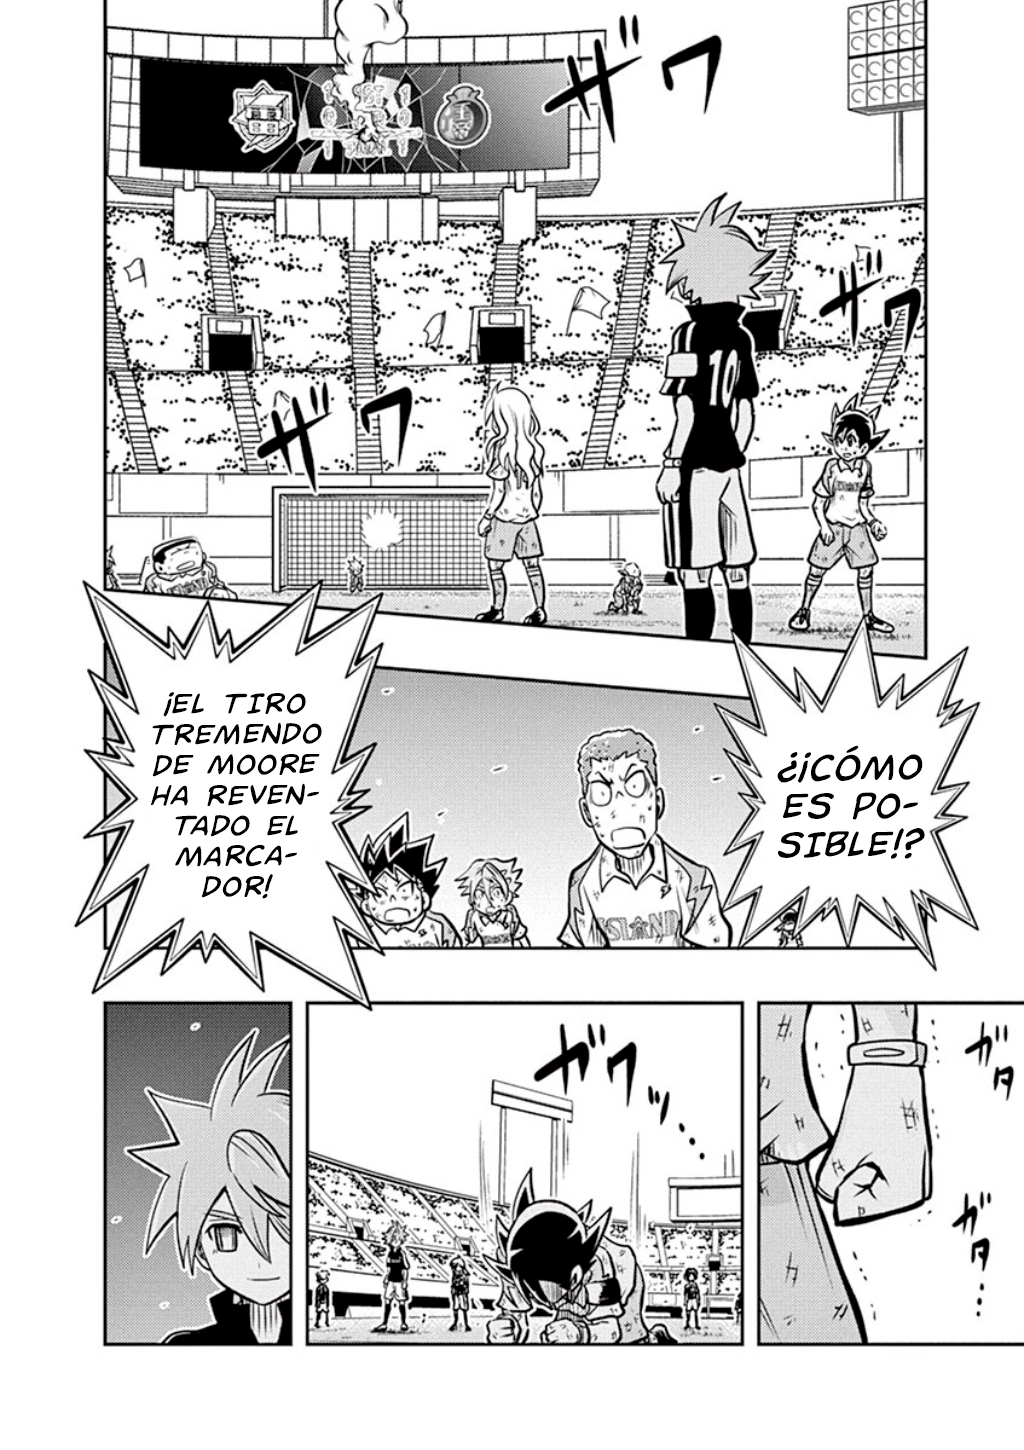 ザワ
ザワ
ザワ
10
¿¡CÓMO
ES PO-
SIBLE!?
¡EL TIRO
TREMENDO
DE MOORE
HA REVEN-
TADO EL
MARCA-
DOR!
ISLAND
ガタ
ガタ…
ガクッ…